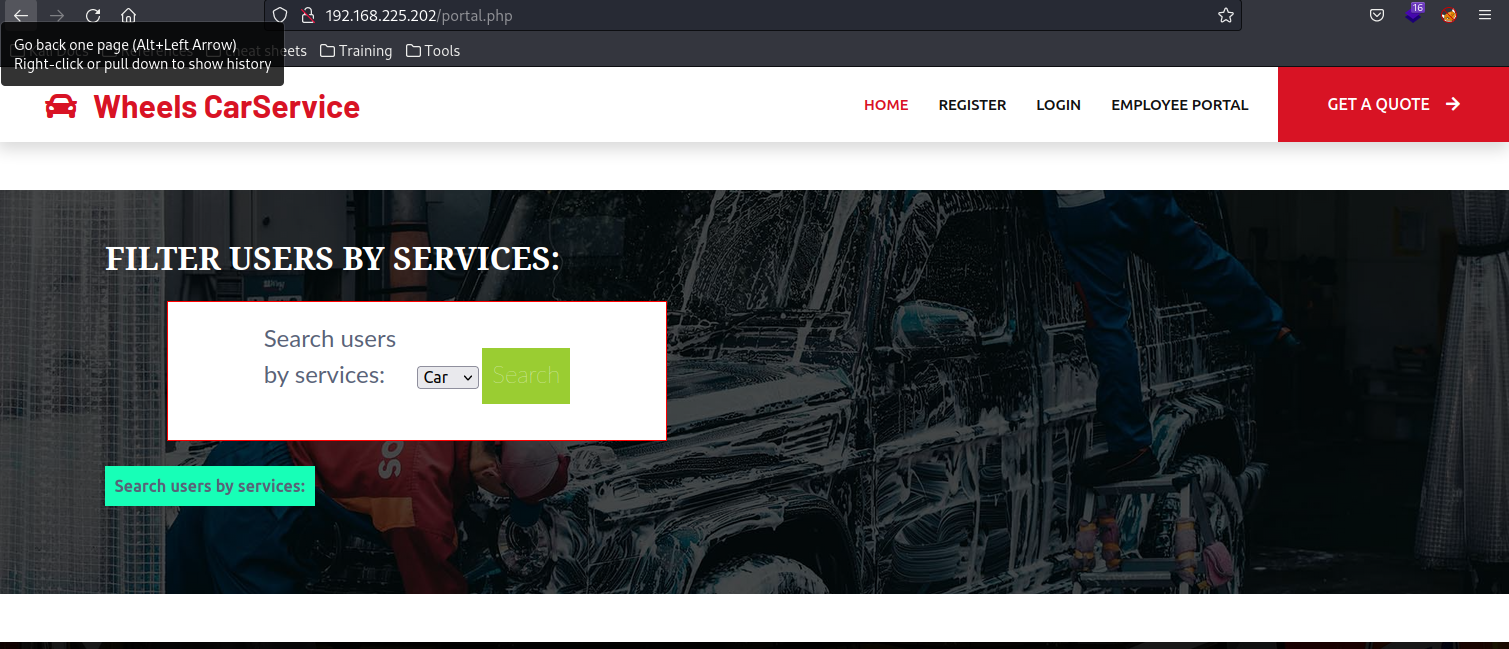 192.168.225.202/portal.php
16
Go back one page (Alt+Left Arrow)
Right-click or pull down to show history
sheets
Training
Tools
Wheels CarService
HOME
REGISTER
LOGIN
EMPLOYEE PORTAL
GET A QUOTE
FILTER USERS BY SERVICES:
Search users
by services:
Car
Search
Search users by services: